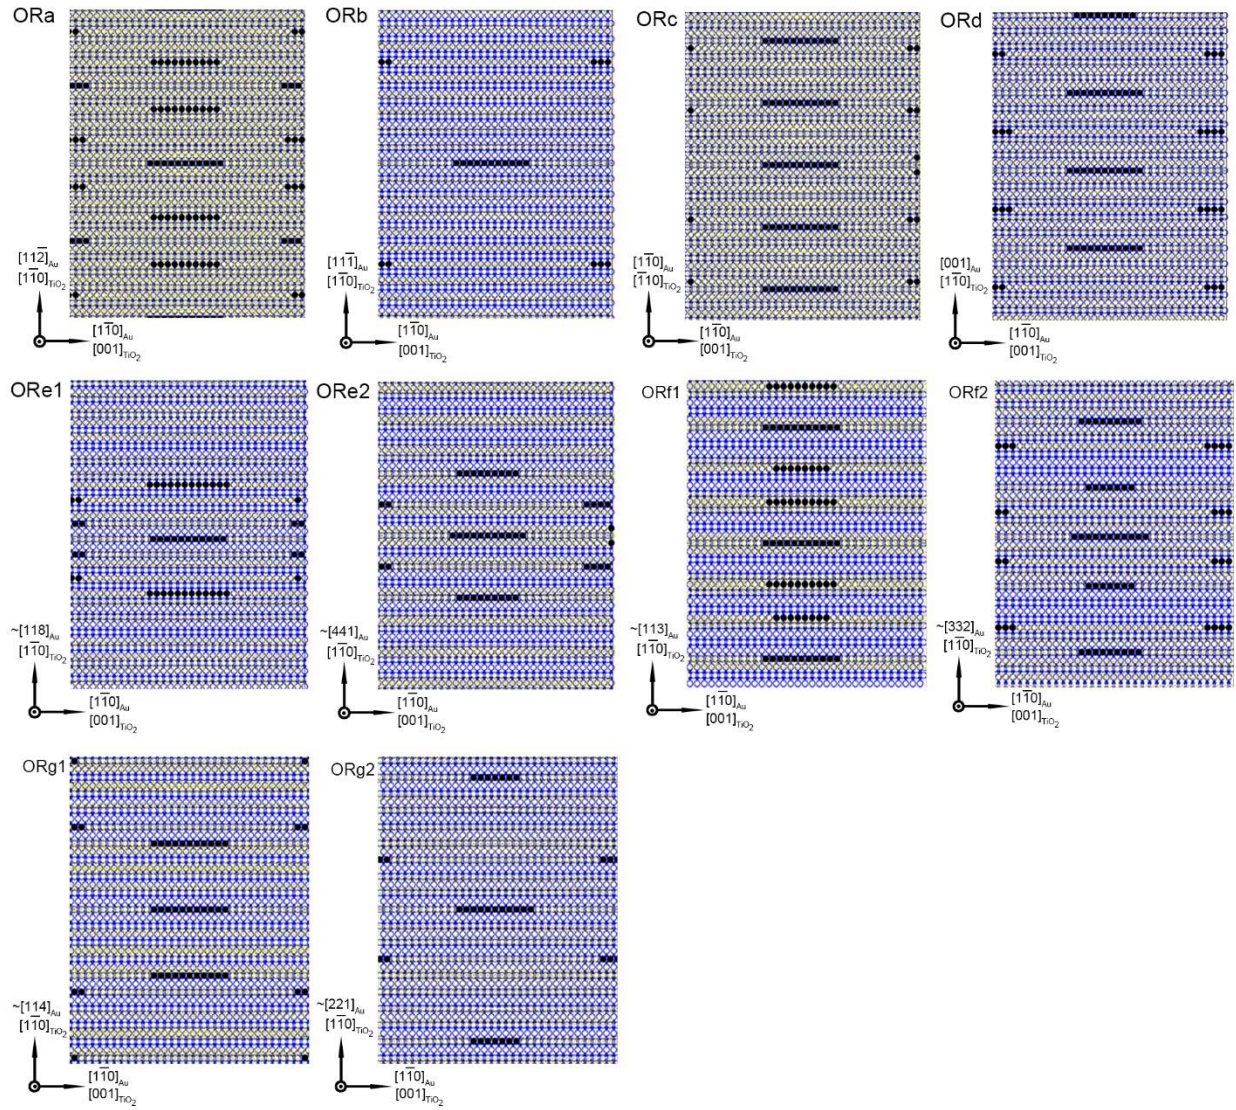 ORa
[112̅]Au
[11̅0]TiO₂
[11̅0]Au
[001]TiO₂
ORb
[111̅]Au
[11̅0]TiO₂
[11̅0]Au
[001]TiO₂
ORc
[11̅0]Au
[1̅10]TiO₂
[11̅0]Au
[001]TiO₂
ORd
[001]Au
[11̅0]TiO₂
[11̅0]Au
[001]TiO₂
ORe1
~[118]Au
[11̅0]TiO₂
[11̅0]Au
[001]TiO₂
ORe2
~[441]Au
[11̅0]TiO₂
[11̅0]Au
[001]TiO₂
ORf1
~[113]Au
[11̅0]TiO₂
[11̅0]Au
[001]TiO₂
ORf2
~[332]Au
[11̅0]TiO₂
[11̅0]Au
[001]TiO₂
ORg1
~[114]Au
[11̅0]TiO₂
[11̅0]Au
[001]TiO₂
ORg2
~[221]Au
[11̅0]TiO₂
[11̅0]Au
[001]TiO₂